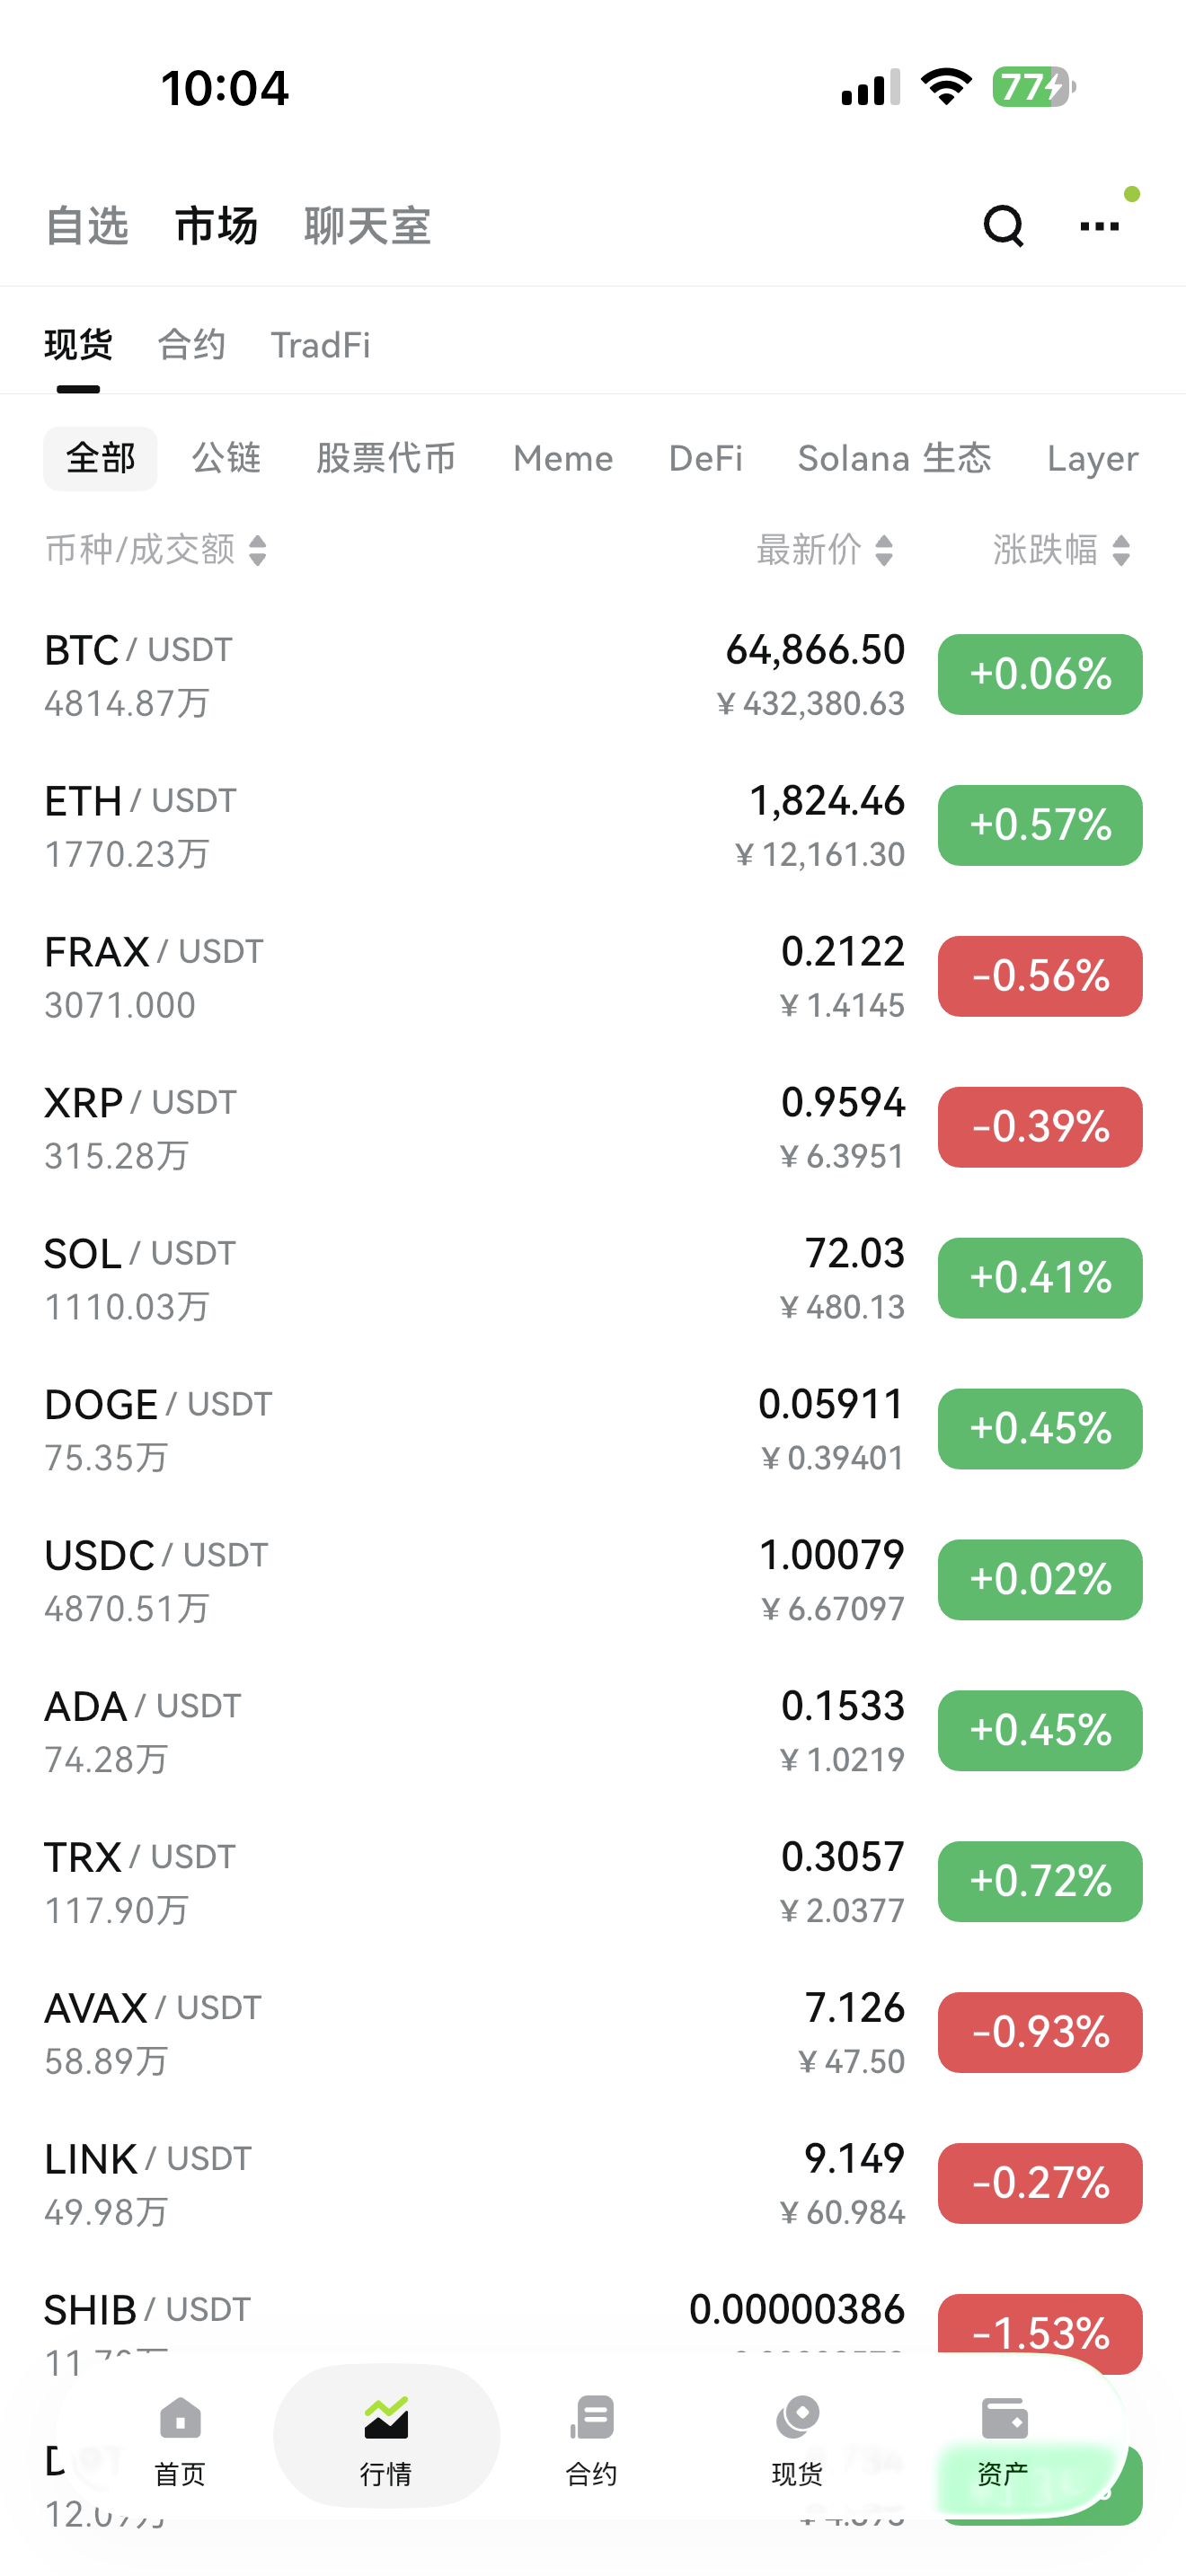 10:04
77
自选 市场 聊天室
现货 合约 TradFi
全部 公链 股票代币 Meme DeFi Solana 生态 Layer
币种/成交额 最新价 涨跌幅
BTC / USDT 64,866.50 +0.06%
4814.87万 ¥ 432,380.63
ETH / USDT 1,824.46 +0.57%
1770.23万 ¥ 12,161.30
FRAX / USDT 0.2122 -0.56%
3071.000 ¥ 1.4145
XRP / USDT 0.9594 -0.39%
315.28万 ¥ 6.3951
SOL / USDT 72.03 +0.41%
1110.03万 ¥ 480.13
DOGE / USDT 0.05911 +0.45%
75.35万 ¥ 0.39401
USDC / USDT 1.00079 +0.02%
4870.51万 ¥ 6.67097
ADA / USDT 0.1533 +0.45%
74.28万 ¥ 1.0219
TRX / USDT 0.3057 +0.72%
117.90万 ¥ 2.0377
AVAX / USDT 7.126 -0.93%
58.89万 ¥ 47.50
LINK / USDT 9.149 -0.27%
49.98万 ¥ 60.984
SHIB / USDT 0.00000386 -1.53%
首页 行情 合约 现货 资产